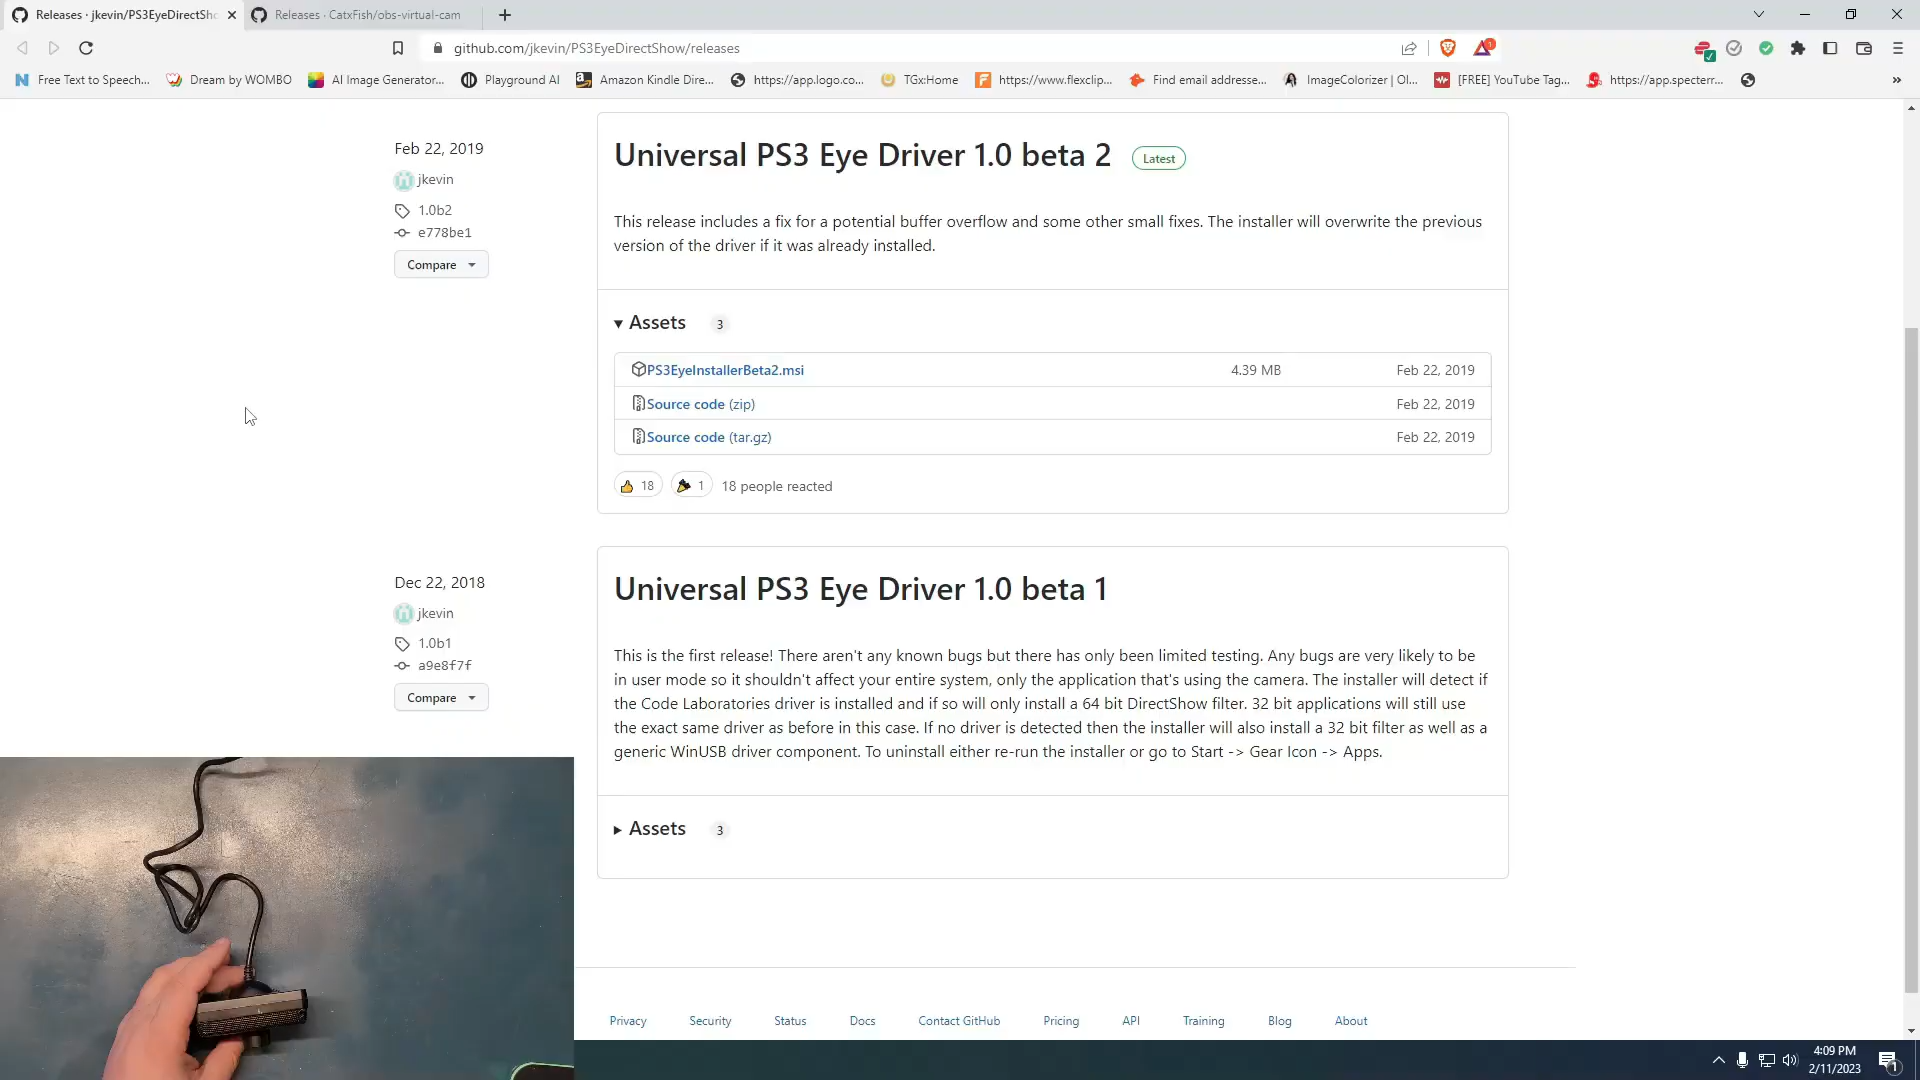 Releases · jkevin/PS3EyeDirectSho
Releases · CatxFish/obs-virtual-cam
github.com/jkevin/PS3EyeDirectShow/releases
1
Free Text to Speech...
Dream by WOMBO
AI Image Generator...
Playground AI
Amazon Kindle Dire...
https://app.logo.co...
TGx:Home
https://www.flexclip...
Find email addresse...
ImageColorizer | Ol...
[FREE] YouTube Tag...
https://app.specterr...
»
Feb 22, 2019
jkevin
1.0b2
e778be1
Compare
Universal PS3 Eye Driver 1.0 beta 2 Latest
This release includes a fix for a potential buffer overflow and some other small fixes. The installer will overwrite the previous
version of the driver if it was already installed.
Assets 3
PS3EyeInstallerBeta2.msi 4.39 MB Feb 22, 2019
Source code (zip) Feb 22, 2019
Source code (tar.gz) Feb 22, 2019
18 1 18 people reacted
Dec 22, 2018
jkevin
1.0b1
a9e8f7f
Compare
Universal PS3 Eye Driver 1.0 beta 1
This is the first release! There aren't any known bugs but there has only been limited testing. Any bugs are very likely to be
in user mode so it shouldn't affect your entire system, only the application that's using the camera. The installer will detect if
the Code Laboratories driver is installed and if so will only install a 64 bit DirectShow filter. 32 bit applications will still use
the exact same driver as before in this case. If no driver is detected then the installer will also install a 32 bit filter as well as a
generic WinUSB driver component. To uninstall either re-run the installer or go to Start -> Gear Icon -> Apps.
Assets 3
Privacy Security Status Docs Contact GitHub Pricing API Training Blog About
4:09 PM
2/11/2023
1